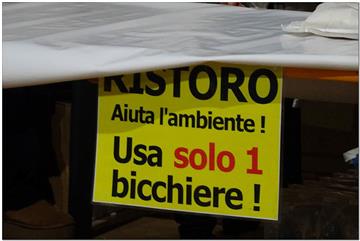 RISTORO
Aiuta l'ambiente !
Usa solo 1
bicchiere !